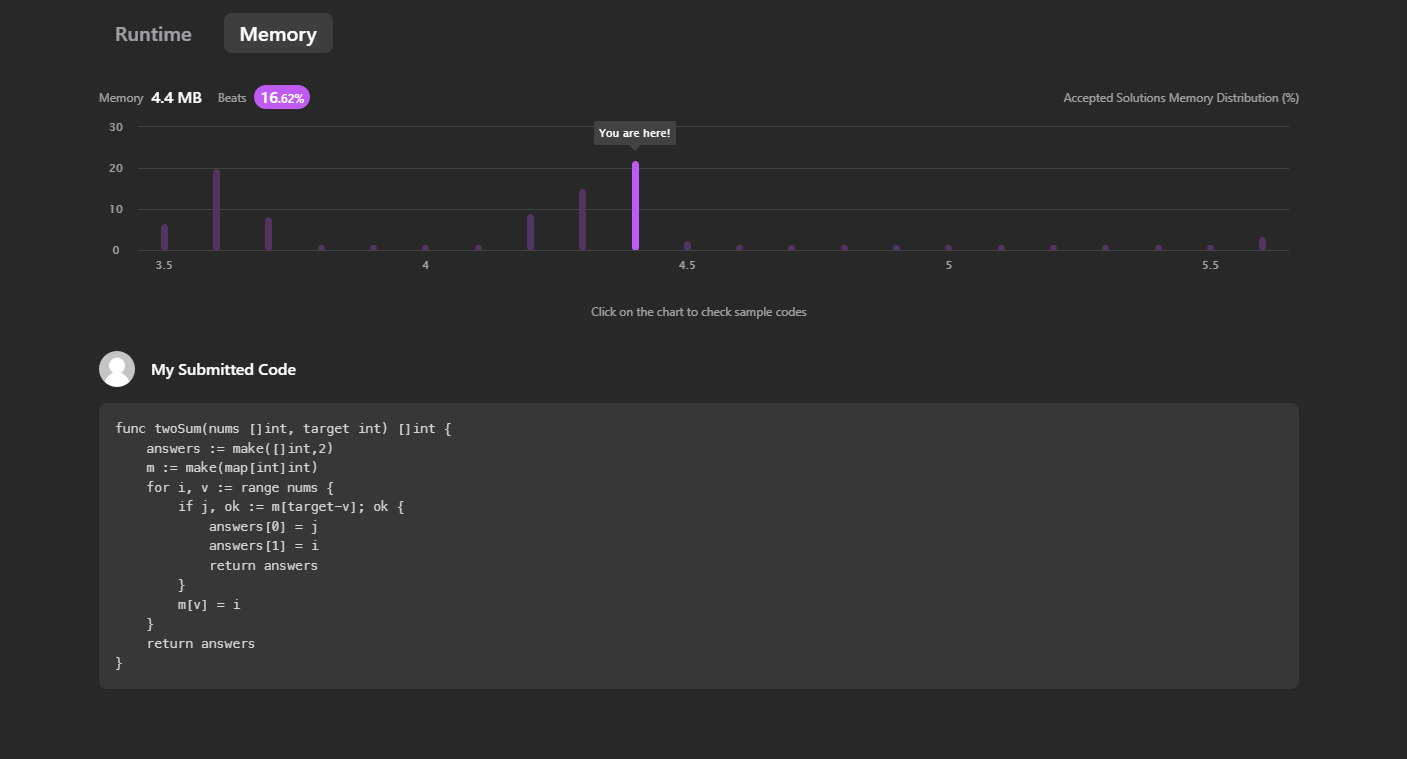 Runtime Memory
Memory 4.4 MB Beats 16.62% Accepted Solutions Memory Distribution (%)
30
You are here!
20
10
0
3.5 4 4.5 5 5.5
Click on the chart to check sample codes
My Submitted Code
func twoSum(nums []int, target int) []int {
    answers := make([]int,2)
    m := make(map[int]int)
    for i, v := range nums {
        if j, ok := m[target-v]; ok {
            answers[0] = j
            answers[1] = i
            return answers
        }
        m[v] = i
    }
    return answers
}